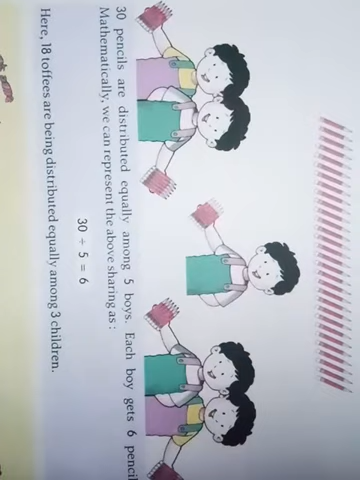 30 pencils are distributed equally among 5 boys. Each boy gets 6 pencil
Mathematically, we can represent the above sharing as :
30 ÷ 5 = 6
Here, 18 toffees are being distributed equally among 3 children.